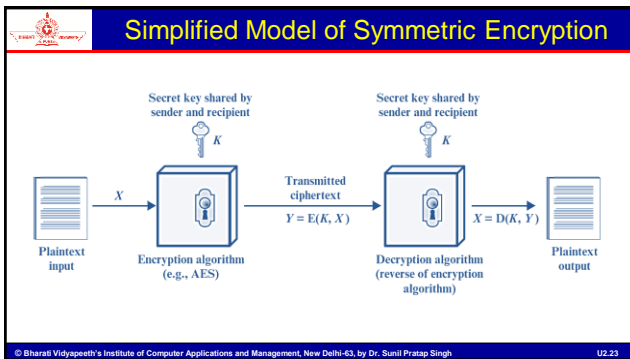 Simplified Model of Symmetric Encryption
Secret key shared by
sender and recipient
K
Secret key shared by
sender and recipient
K
X
Transmitted
ciphertext
Y = E(K, X)
X = D(K, Y)
Plaintext
input
Encryption algorithm
(e.g., AES)
Decryption algorithm
(reverse of encryption
algorithm)
Plaintext
output
© Bharati Vidyapeeth's Institute of Computer Applications and Management, New Delhi-63, by Dr. Sunil Pratap Singh
U2.23